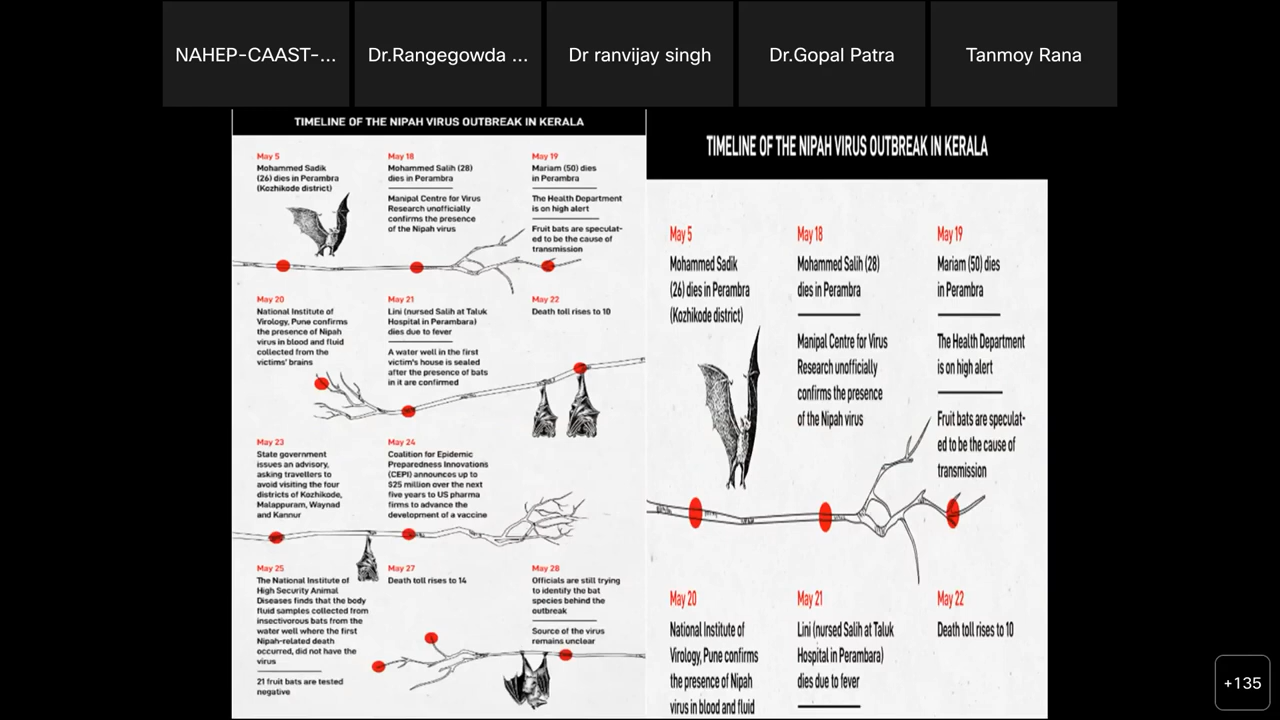 NAHEP-CAAST-...
Dr.Rangegowda ...
Dr ranvijay singh
Dr.Gopal Patra
Tanmoy Rana
TIMELINE OF THE NIPAH VIRUS OUTBREAK IN KERALA
May 5
Mohammed Sadik
(26) dies in Perambra
(Kozhikode district)
May 18
Mohammed Salih (28)
dies in Perambra
Manipal Centre for Virus
Research unofficially
confirms the presence
of the Nipah virus
May 19
Mariam (50) dies
in Perambra
The Health Department
is on high alert
Fruit bats are speculat-
ed to be the cause of
transmission
May 20
National Institute of
Virology, Pune confirms
the presence of Nipah
virus in blood and fluid
collected from the
victims' brains
May 21
Lini (nursed Salih at Taluk
Hospital in Perambara)
dies due to fever
A water well in the first
victim's house is sealed
after the presence of bats
in it are confirmed
May 22
Death toll rises to 10
May 23
State government
issues an advisory,
asking travellers to
avoid visiting the four
districts of Kozhikode,
Malappuram, Waynad
and Kannur
May 24
Coalition for Epidemic
Preparedness Innovations
(CEPI) announces up to
$25 million over the next
five years to US pharma
firms to advance the
development of a vaccine
May 25
The National Institute of
High Security Animal
Diseases finds that the body
fluid samples collected from
insectivorous bats from the
water well where the first
Nipah-related death
occurred, did not have the
virus
21 fruit bats are tested
negative
May 27
Death toll rises to 14
May 28
Officials are still trying
to identify the bat
species behind the
outbreak
Source of the virus
remains unclear
TIMELINE OF THE NIPAH VIRUS OUTBREAK IN KERALA
May 5
Mohammed Sadik
(26) dies in Perambra
(Kozhikode district)
May 18
Mohammed Salih (28)
dies in Perambra
Manipal Centre for Virus
Research unofficially
confirms the presence
of the Nipah virus
May 19
Mariam (50) dies
in Perambra
The Health Department
is on high alert
Fruit bats are speculat-
ed to be the cause of
transmission
May 20
National Institute of
Virology, Pune confirms
the presence of Nipah
virus in blood and fluid
May 21
Lini (nursed Salih at Taluk
Hospital in Perambara)
dies due to fever
May 22
Death toll rises to 10
+135